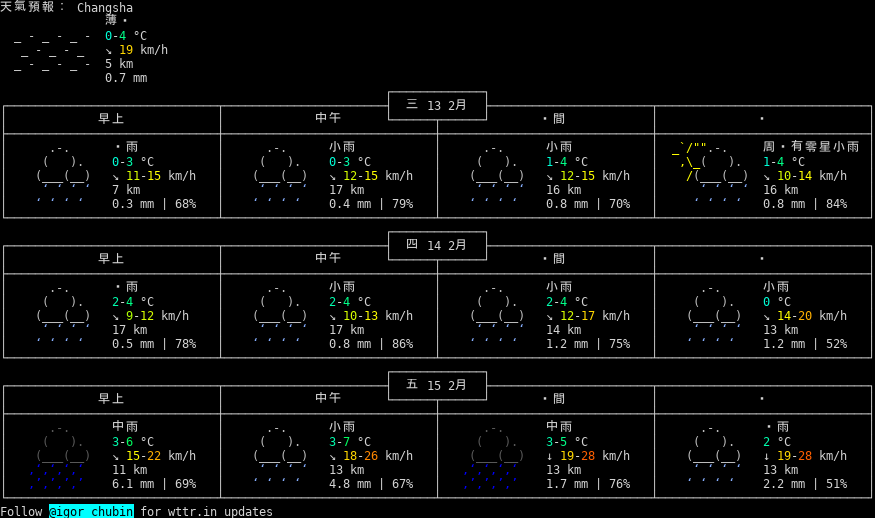 天氣預報： Changsha
薄・
0-4 °C
↘ 19 km/h
5 km
0.7 mm
三 13 2月
早上 中午 ・間 ・
・雨 小雨 小雨 周・有零星小雨
0-3 °C 0-3 °C 1-4 °C 1-4 °C
↘ 11-15 km/h ↘ 12-15 km/h ↘ 12-15 km/h ↘ 10-14 km/h
7 km 17 km 16 km 16 km
0.3 mm | 68% 0.4 mm | 79% 0.8 mm | 70% 0.8 mm | 84%
四 14 2月
早上 中午 ・間 ・
・雨 小雨 小雨 小雨
2-4 °C 2-4 °C 2-4 °C 0 °C
↘ 9-12 km/h ↘ 10-13 km/h ↘ 12-17 km/h ↘ 14-20 km/h
17 km 17 km 14 km 13 km
0.5 mm | 78% 0.8 mm | 86% 1.2 mm | 75% 1.2 mm | 52%
五 15 2月
早上 中午 ・間 ・
中雨 小雨 中雨 ・雨
3-6 °C 3-7 °C 3-5 °C 2 °C
↘ 15-22 km/h ↘ 18-26 km/h ↓ 19-28 km/h ↓ 19-28 km/h
11 km 13 km 13 km 13 km
6.1 mm | 69% 4.8 mm | 67% 1.7 mm | 76% 2.2 mm | 51%
Follow @igor_chubin for wttr.in updates